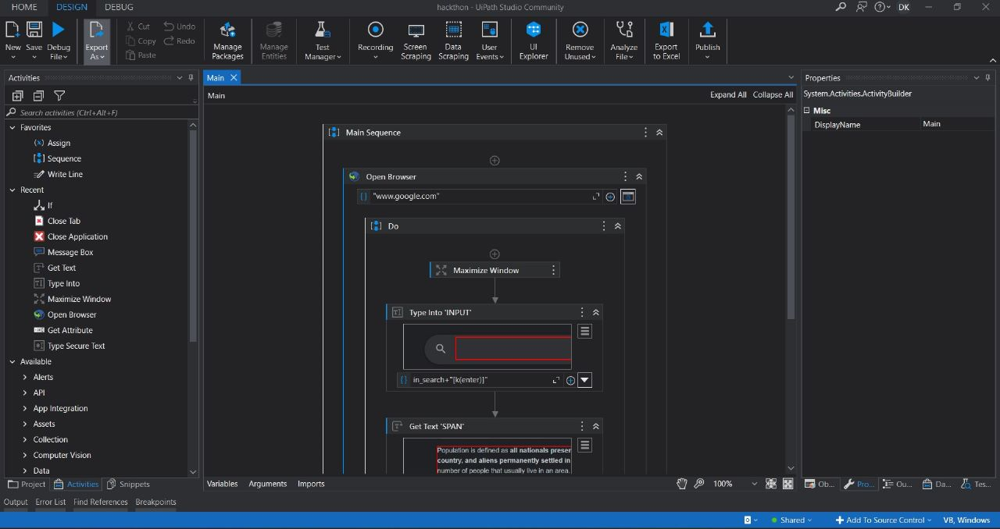 HOME DESIGN DEBUG
hackthon - UiPath Studio Community
DK
New
Save
Debug File
Export As
Cut
Copy
Paste
Undo
Redo
Manage Packages
Manage Entities
Test Manager
Recording
Screen Scraping
Data Scraping
User Events
UI Explorer
Remove Unused
Analyze File
Export to Excel
Publish
Activities
Search activities (Ctrl+Alt+F)
Favorites
Assign
Sequence
Write Line
Recent
If
Close Tab
Close Application
Message Box
Get Text
Type Into
Maximize Window
Open Browser
Get Attribute
Type Secure Text
Available
Alerts
API
App Integration
Assets
Collection
Computer Vision
Data
Project Activities Snippets
Main
Main
Expand All Collapse All
Main Sequence
Open Browser
"www.google.com"
Do
Maximize Window
Type Into 'INPUT'
in_search+"[k(enter)]"
Get Text 'SPAN'
Population is defined as all nationals preser
country, and aliens permanently settled in
number of people that usually live in an area.
Variables Arguments Imports
100%
Properties
System.Activities.ActivityBuilder
Misc
DisplayName Main
Ob... Pro... Ou... Da... Tes...
Output Error List Find References Breakpoints
Shared
Add To Source Control
VB, Windows